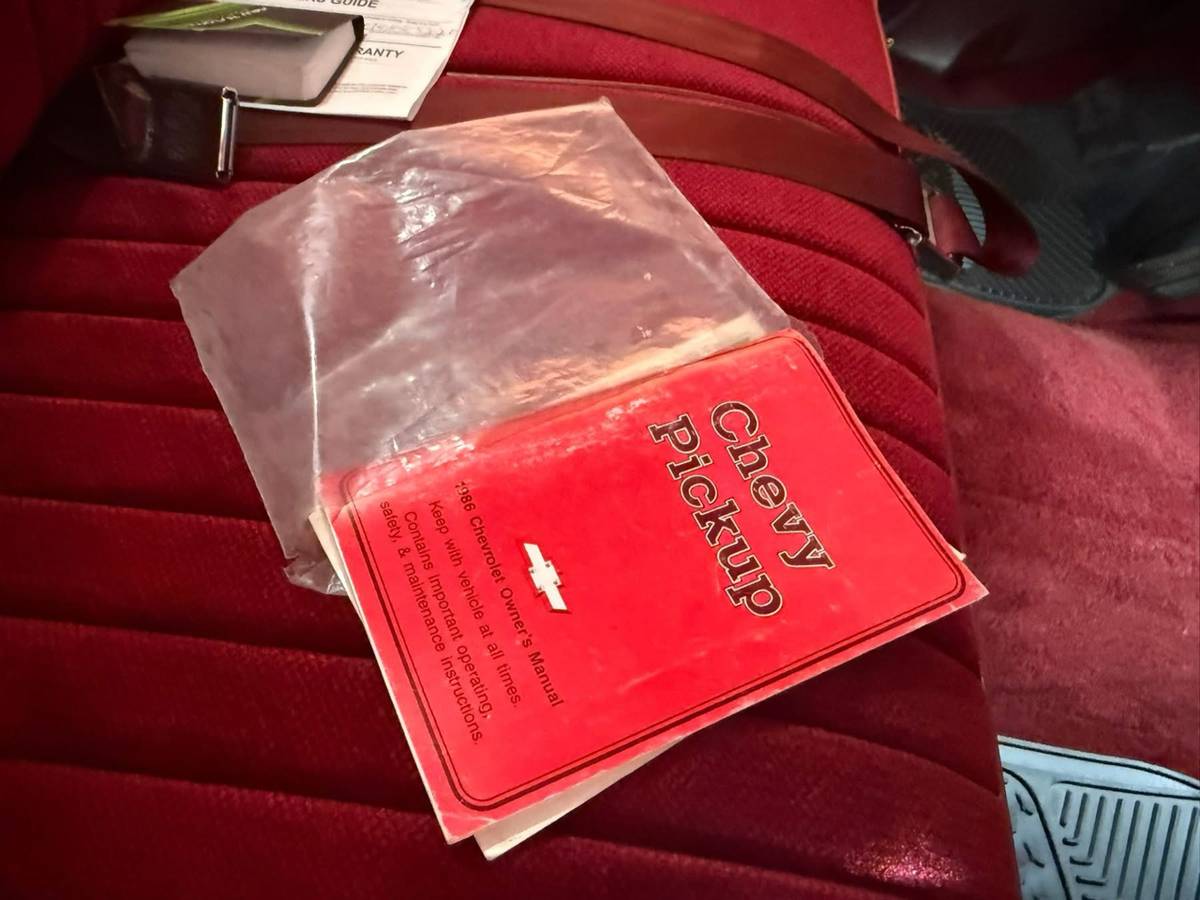 GUIDE
RANTY
Chevy
Pickup
1986 Chevrolet Owner's Manual
Keep with vehicle at all times.
Contains important operating,
safety, & maintenance instructions.